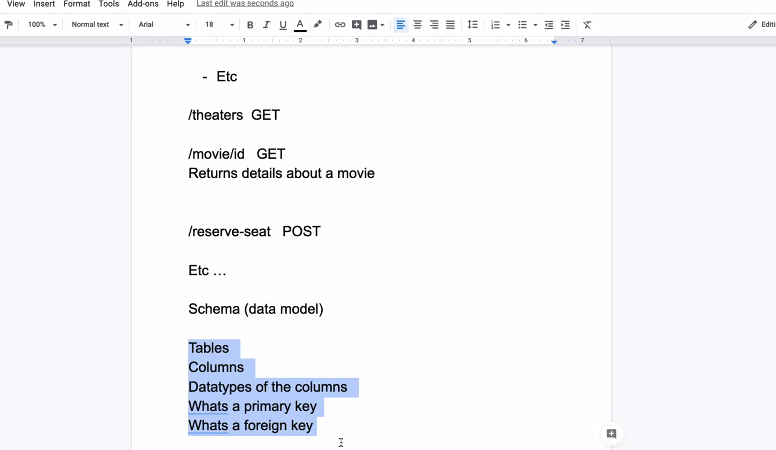 View Insert Format Tools Add-ons Help Last edit was seconds ago
100% Normal text Arial 18 B I U A Editi
1 1 2 3 4 5 6 7
- Etc
/theaters GET
/movie/id GET
Returns details about a movie
/reserve-seat POST
Etc …
Schema (data model)
Tables
Columns
Datatypes of the columns
Whats a primary key
Whats a foreign key